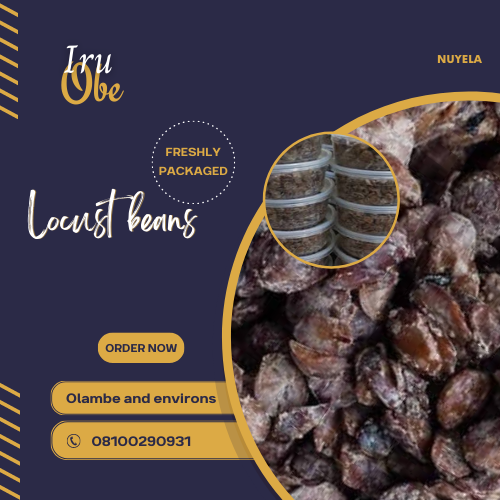 Iru
Obe
NUYELA
FRESHLY
PACKAGED
Locust beans
ORDER NOW
Olambe and environs
08100290931